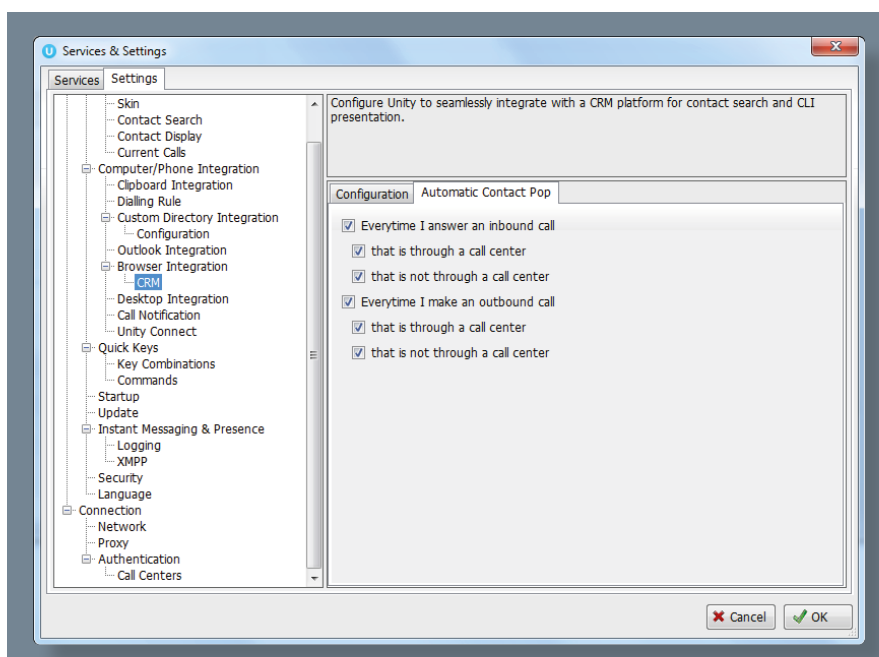 U Services & Settings
x
Services Settings
Skin
Contact Search
Contact Display
Current Calls
Computer/Phone Integration
Clipboard Integration
Dialling Rule
Custom Directory Integration
Configuration
Outlook Integration
Browser Integration
CRM
Desktop Integration
Call Notification
Unity Connect
Quick Keys
Key Combinations
Commands
Startup
Update
Instant Messaging & Presence
Logging
XMPP
Security
Language
Connection
Network
Proxy
Authentication
Call Centers
Configure Unity to seamlessly integrate with a CRM platform for contact search and CLI
presentation.
Configuration Automatic Contact Pop
Everytime I answer an inbound call
that is through a call center
that is not through a call center
Everytime I make an outbound call
that is through a call center
that is not through a call center
Cancel OK